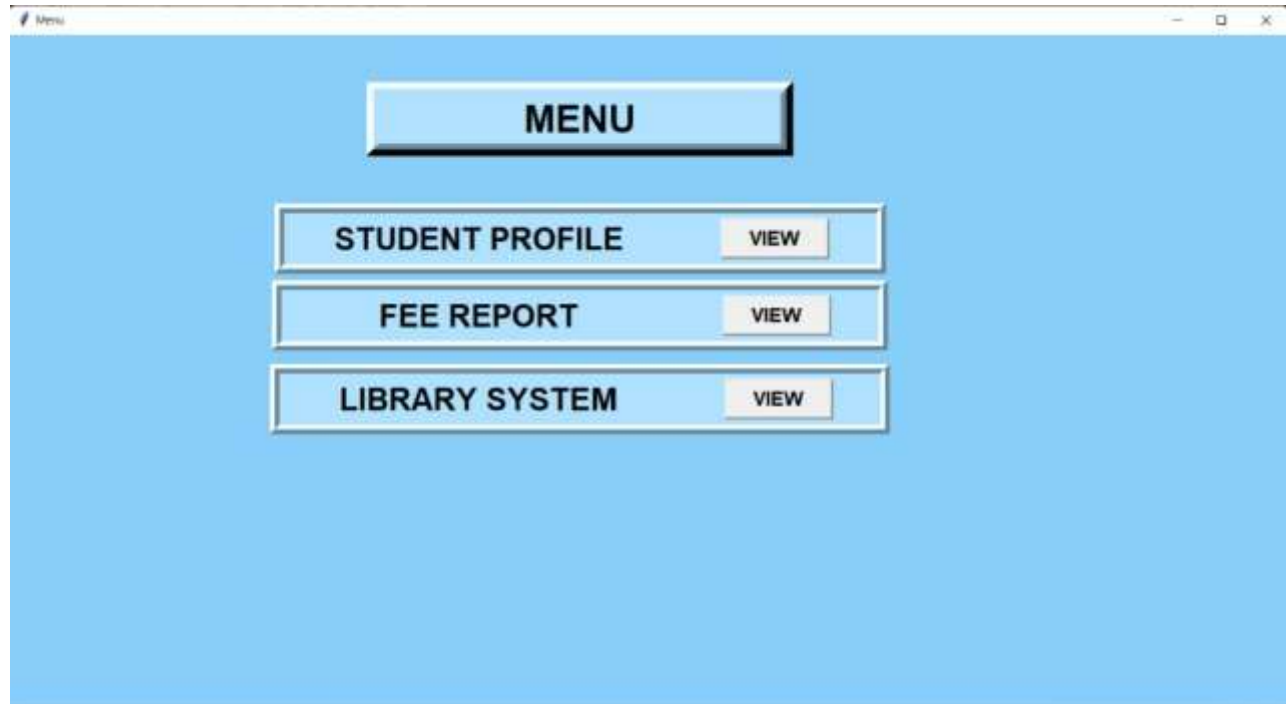 Menu
MENU
STUDENT PROFILE VIEW
FEE REPORT VIEW
LIBRARY SYSTEM VIEW